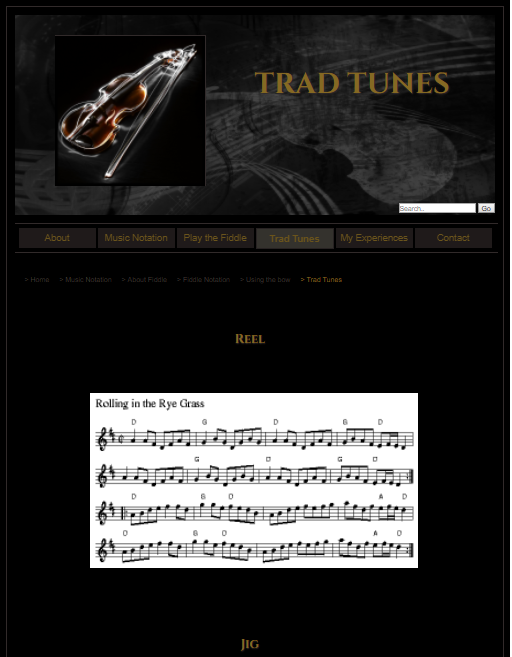 TRAD TUNES
Search..
Go
About
Music Notation
Play the Fiddle
Trad Tunes
My Experiences
Contact
> Home > Music Notation > About Fiddle > Fiddle Notation > Using the bow > Trad Tunes
Reel
Rolling in the Rye Grass
D G D G D
G D G D
D G D A D
D G D A D
Jig